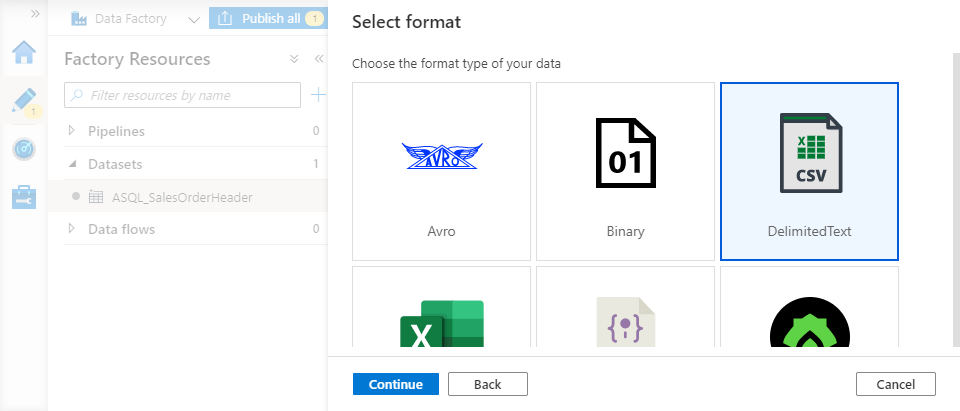 »
Data Factory
Publish all 1
Factory Resources
Filter resources by name
1
Pipelines 0
Datasets 1
ASQL_SalesOrderHeader
Data flows 0
Select format
Choose the format type of your data
AVRO
01
CSV
Avro
Binary
DelimitedText
X
Continue
Back
Cancel